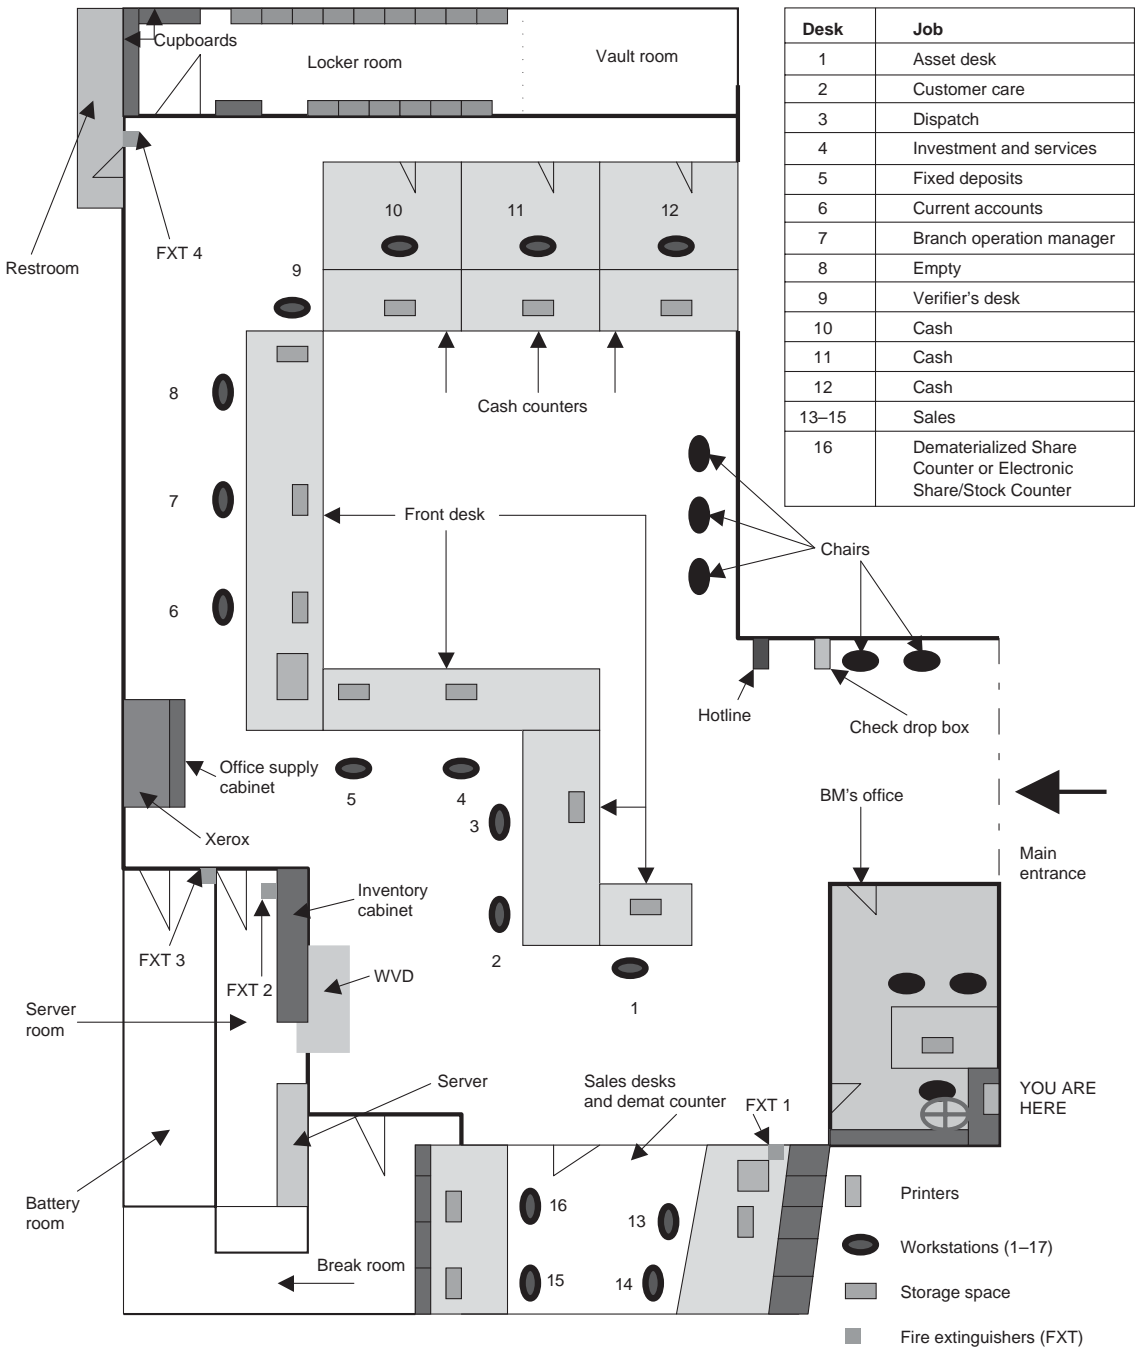 Cupboards
Locker room
Vault room
Desk Job
1 Asset desk
2 Customer care
3 Dispatch
4 Investment and services
5 Fixed deposits
6 Current accounts
7 Branch operation manager
8 Empty
9 Verifier's desk
10 Cash
11 Cash
12 Cash
13–15 Sales
16 Dematerialized Share
Counter or Electronic
Share/Stock Counter
10
11
12
FXT 4
Restroom
9
8
Cash counters
7
Front desk
Chairs
6
Hotline
Check drop box
Office supply
cabinet
5
4
3
BM's office
Xerox
Main
entrance
Inventory
cabinet
FXT 3
2
WVD
FXT 2
1
Server
room
Server
Sales desks
and demat counter
FXT 1
YOU ARE
HERE
Battery
room
16
13
Printers
Break room
15
14
Workstations (1–17)
Storage space
Fire extinguishers (FXT)